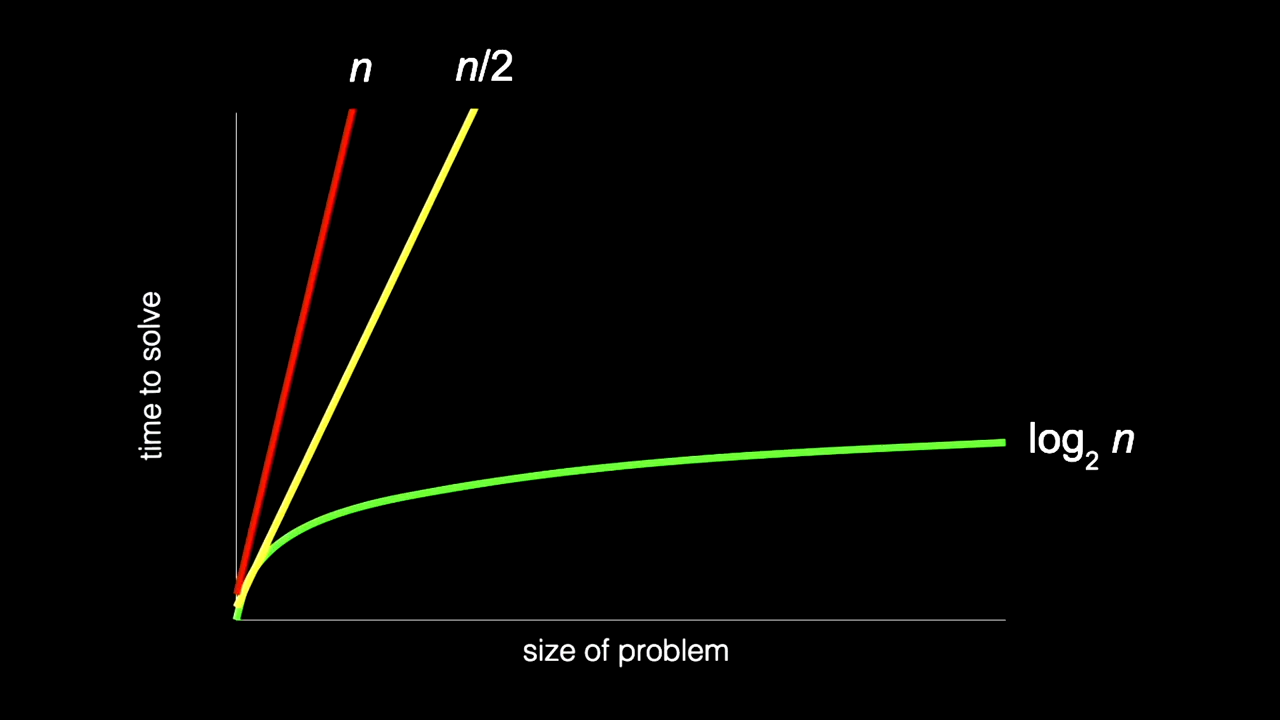 n
n/2
time to solve
log₂ n
size of problem